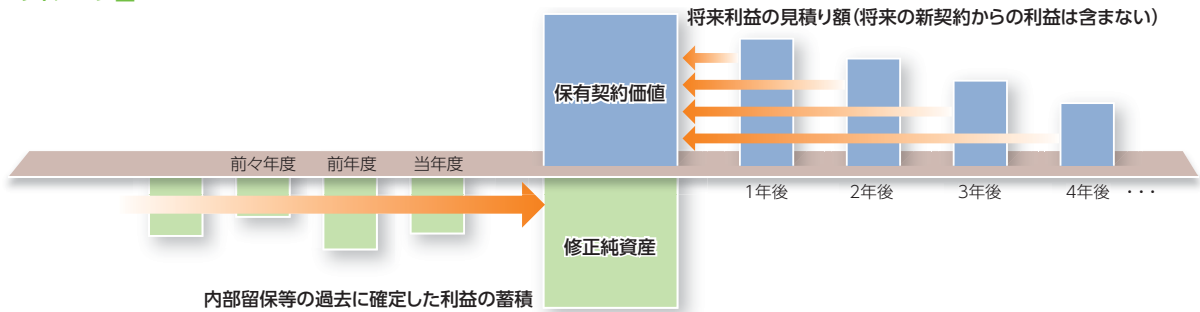 将来利益の見積り額(将来の新契約からの利益は含まない)
保有契約価値
前々年度 前年度 当年度
1年後 2年後 3年後 4年後 ・・・
修正純資産
内部留保等の過去に確定した利益の蓄積